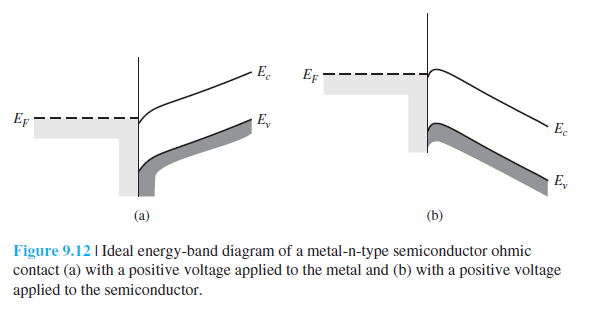 E_c
E_F
E_F
E_v
E_c
E_v
(a)
(b)
Figure 9.12 | Ideal energy-band diagram of a metal-n-type semiconductor ohmic
contact (a) with a positive voltage applied to the metal and (b) with a positive voltage
applied to the semiconductor.